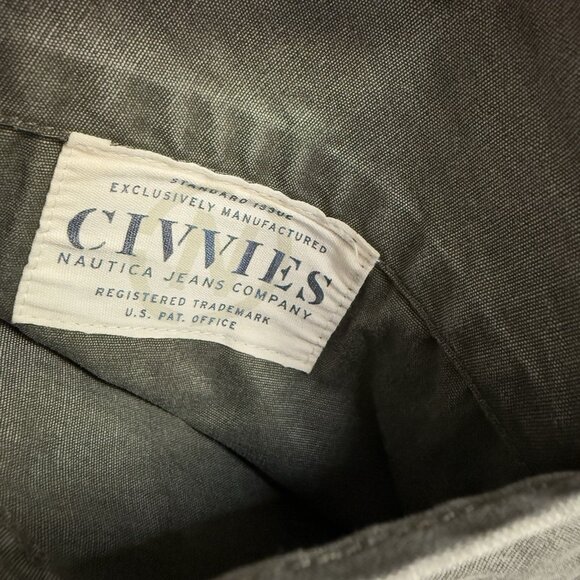 STANDARD ISSUE
EXCLUSIVELY MANUFACTURED
CIVVIES
NAUTICA JEANS COMPANY
REGISTERED TRADEMARK
U.S. PAT. OFFICE